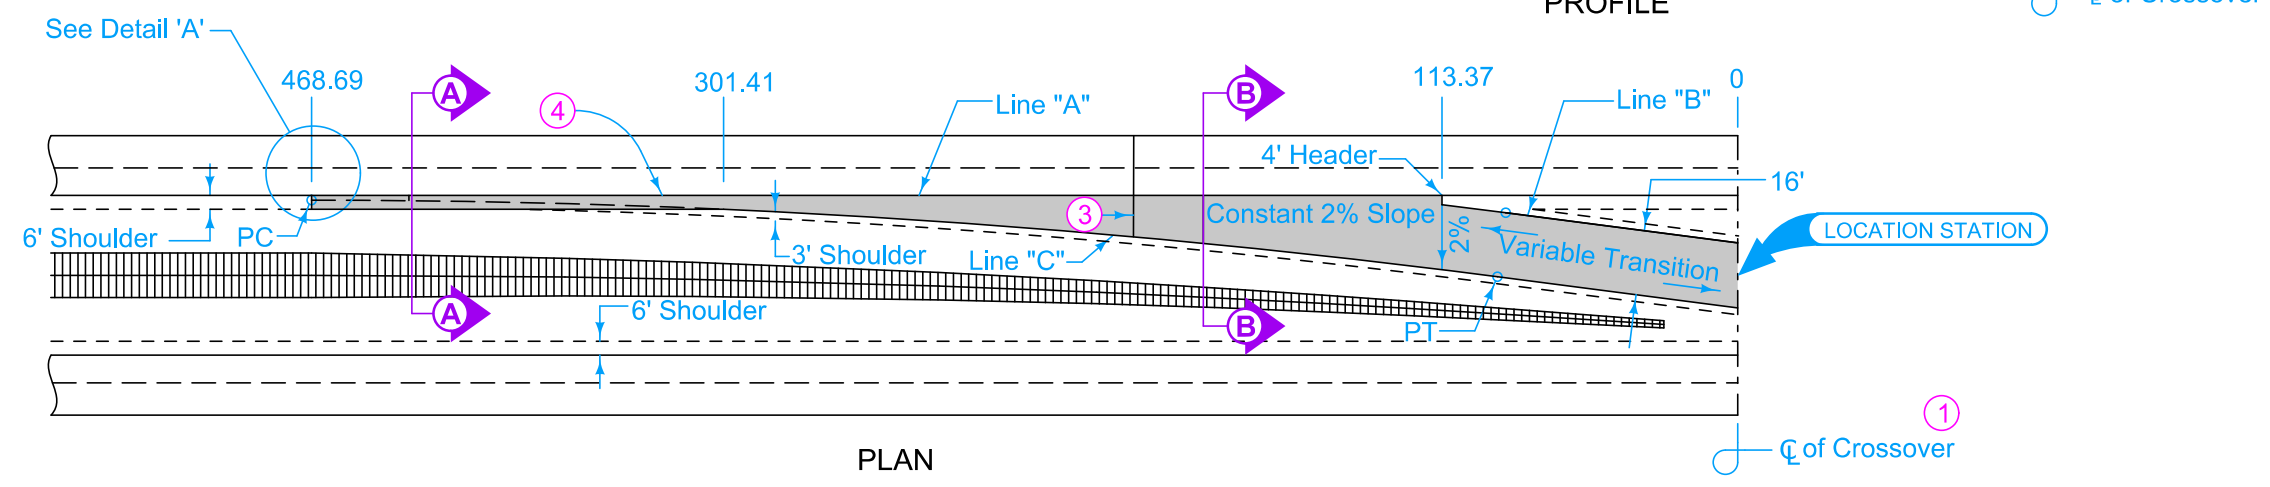 PROFILE
℄ of Crossover
See Detail 'A'
468.69
A
4
301.41
Line "A"
B
113.37
Line "B"
0
4' Header
16'
3
Constant 2% Slope
2%
Variable Transition
LOCATION STATION
6' Shoulder
PC
3' Shoulder
Line "C"
A
6' Shoulder
B
PT
1
℄ of Crossover
PLAN